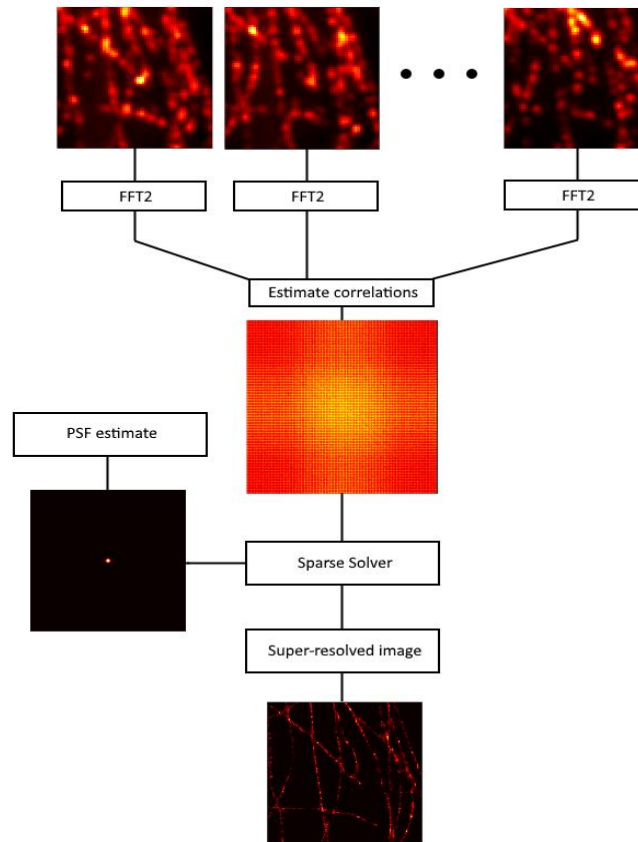 FFT2
FFT2
FFT2
Estimate correlations
PSF estimate
Sparse Solver
Super-resolved image